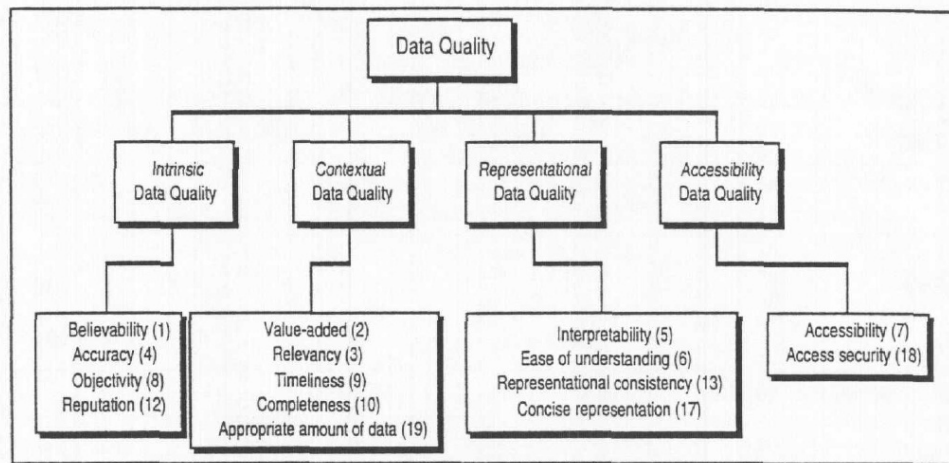 Data Quality
Intrinsic
Data Quality
Contextual
Data Quality
Representational
Data Quality
Accessibility
Data Quality
Believability (1)
Accuracy (4)
Objectivity (8)
Reputation (12)
Value-added (2)
Relevancy (3)
Timeliness (9)
Completeness (10)
Appropriate amount of data (19)
Interpretability (5)
Ease of understanding (6)
Representational consistency (13)
Concise representation (17)
Accessibility (7)
Access security (18)